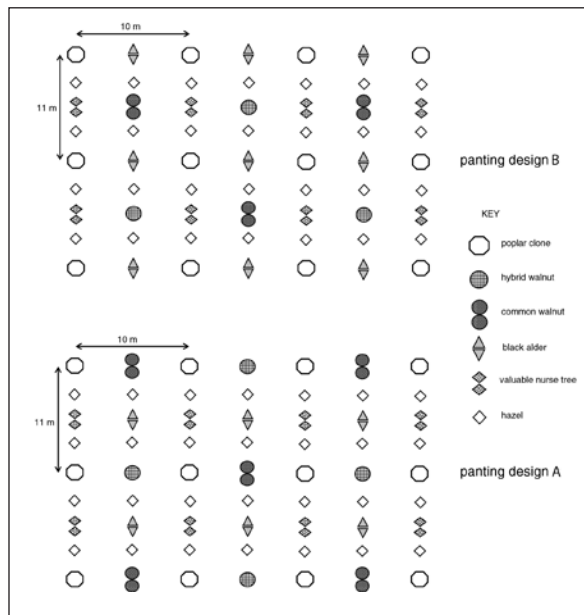 10 m
11 m
panting design B
KEY
poplar clone
hybrid walnut
common walnut
black alder
valuable nurse tree
hazel
10 m
11 m
panting design A